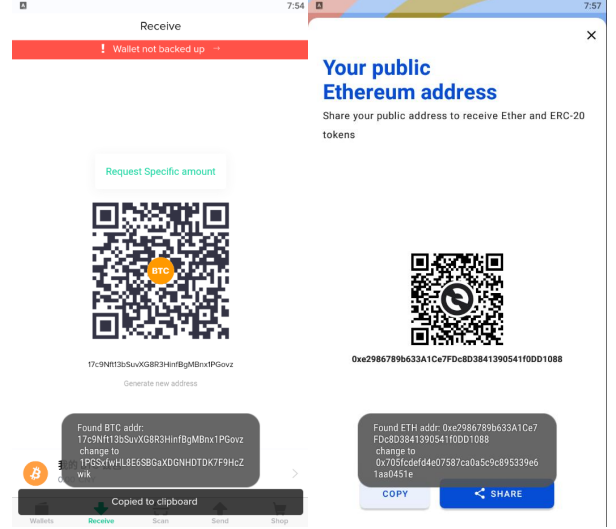 7:54
Receive
! Wallet not backed up →
Request Specific amount
BTC
17c9Nft13bSuvXG8R3HinfBgMBnx1PGovz
Generate new address
Found BTC addr:
17c9Nft13bSuvXG8R3HinfBgMBnx1PGovz
change to
1PGSxfwHL8E6SBGaXDGNHDTDK7F9HcZ
wik
Copied to clipboard
Wallets
Receive
Scan
Send
Shop
7:57
Your public
Ethereum address
Share your public address to receive Ether and ERC-20
tokens
0xe2986789b633A1Ce7FDc8D3841390541f0DD1088
Found ETH addr: 0xe2986789b633A1Ce7
FDc8D3841390541f0DD1088
change to
0x705fcdefd4e07587ca0a5c9c895339e6
1aa0451e
COPY
SHARE